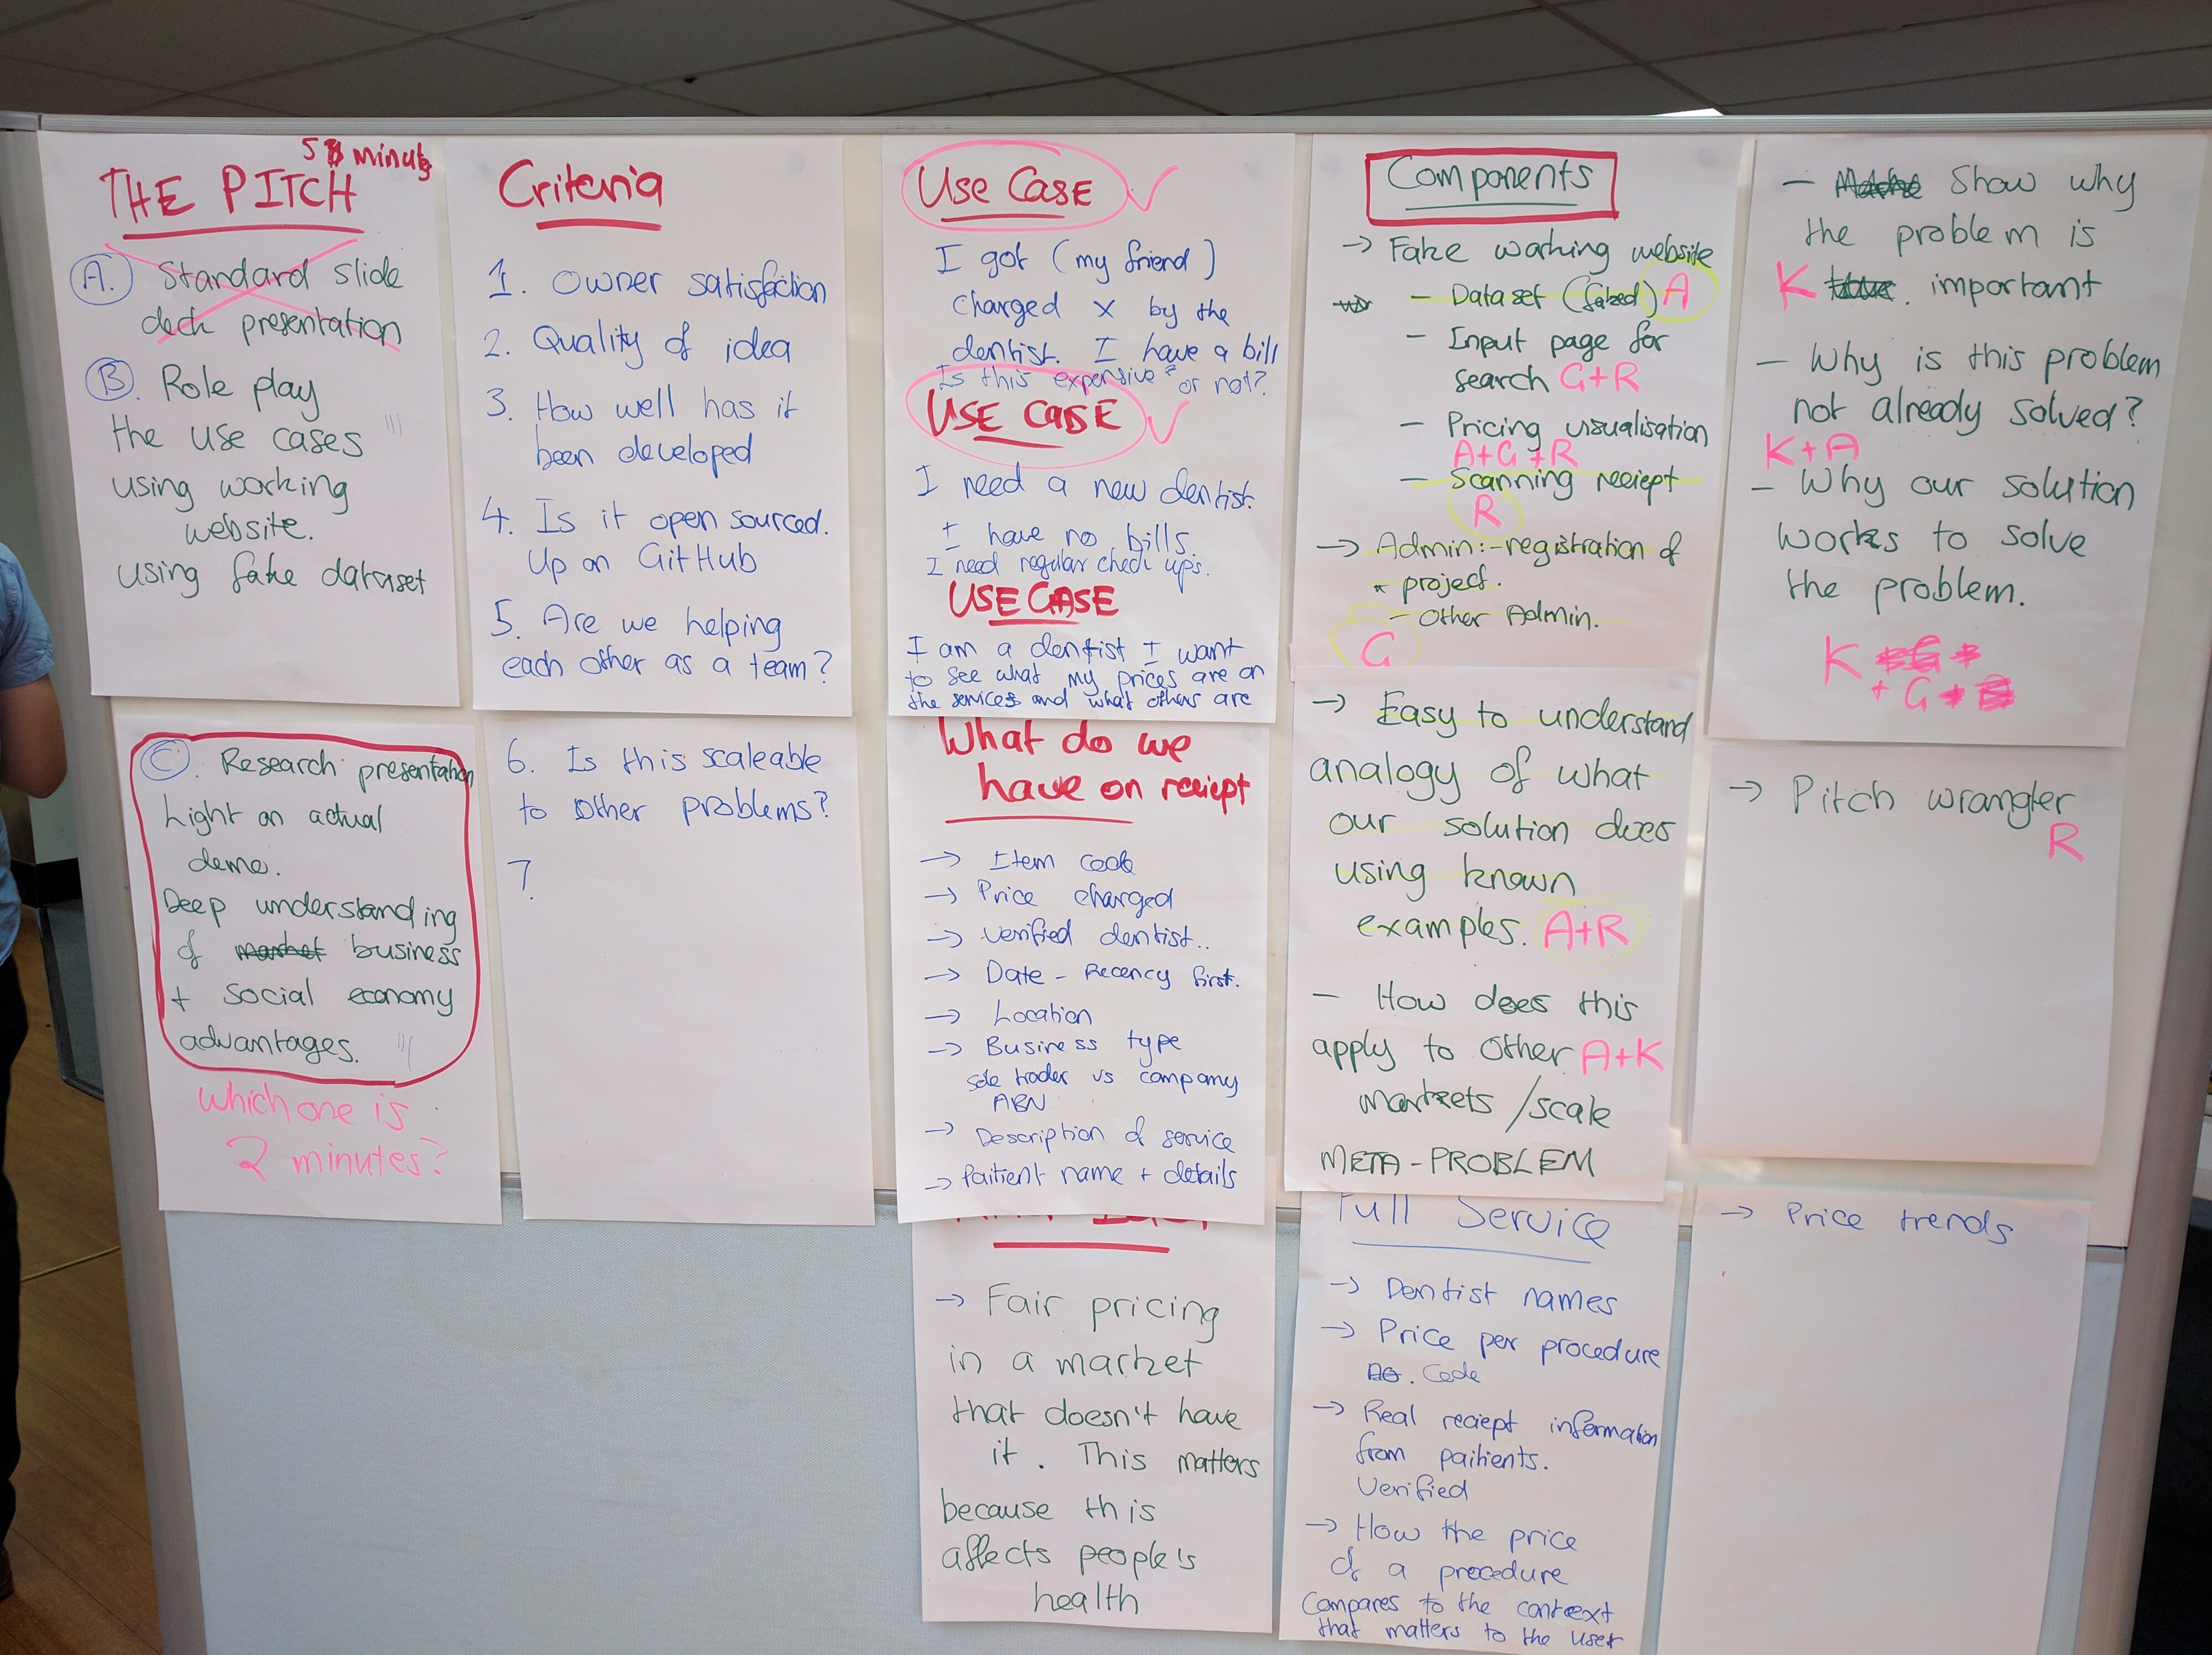 THE PITCH
5 minuts
A. Standard slide
deck presentation
B. Role play
the use cases
using working
website.
using fake dataset
C. Research presentation
Light on actual
demo.
Deep understanding
of market business
+ social economy
advantages.
Which one is
2 minutes?
Criteria
1. Owner satisfaction
2. Quality of idea
3. How well has it
been developed
4. Is it open sourced.
Up on GitHub
5. Are we helping
each other as a team?
6. Is this scaleable
to other problems?
7.
Use Case
I got (my friend)
charged x by the
dentist. I have a bill
Is this expensive or not?
USE CASE
I need a new dentist.
I have no bills.
I need regular check ups.
USE CASE
I am a dentist I want
to see what my prices are on
the services and what others are
What do we
have on reciept
→ Item code
→ Price charged
→ Verified dentist..
→ Date - Recency first.
→ Location
→ Business type
sole trader vs company
ABN
→ Description of service
→ Paitient name + details
→ Fair pricing
in a market
that doesn't have
it. This matters
because this
affects people's
health
Components
→ Fake working website
- Dataset (faked) A
- Input page for
search G+R
- Pricing visualisation
A+G+R
- Scanning reciept
R
→ Admin:-registration of
project.
- Other Admin.
G
→ Easy to understand
analogy of what
our solution does
using known
examples. A+R
- How does this
apply to other A+K
markets/scale
META-PROBLEM
Full Service
→ Dentist names
→ Price per procedure
Code
→ Real reciept information
from paitients.
Verified
→ How the price
of a procedure
Compares to the context
that matters to the user
- Show why
the problem is
K important
- Why is this problem
not already solved?
K+A
- Why our solution
works to solve
the problem.
K
+ G
→ Pitch wrangler
R
→ Price trends